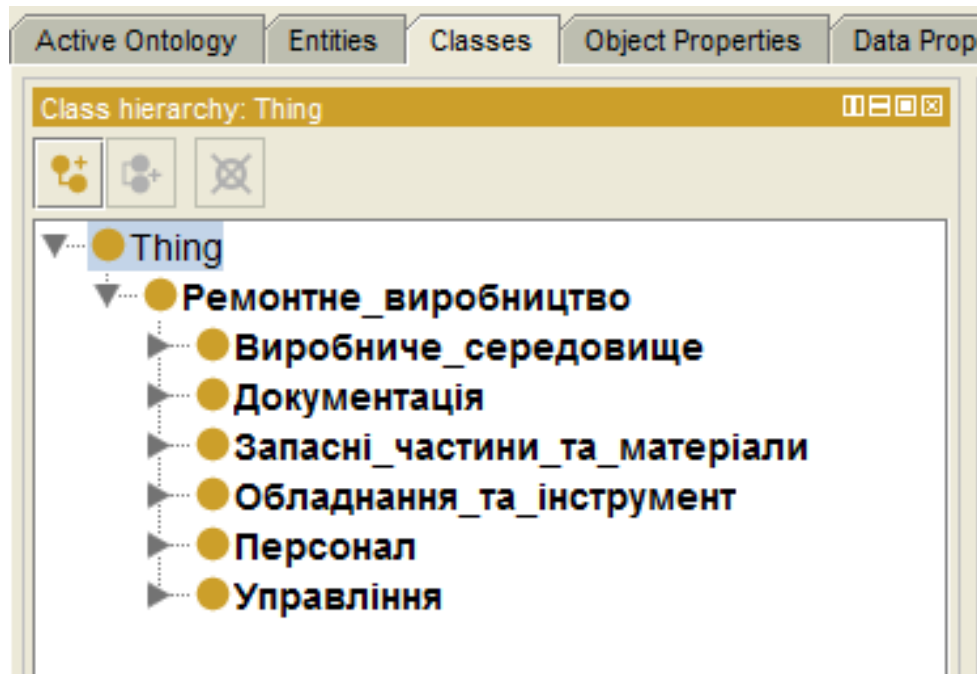 Active Ontology Entities Classes Object Properties Data Prop
Class hierarchy: Thing
Thing
Ремонтне_виробництво
Виробниче_середовище
Документація
Запасні_частини_та_матеріали
Обладнання_та_інструмент
Персонал
Управління